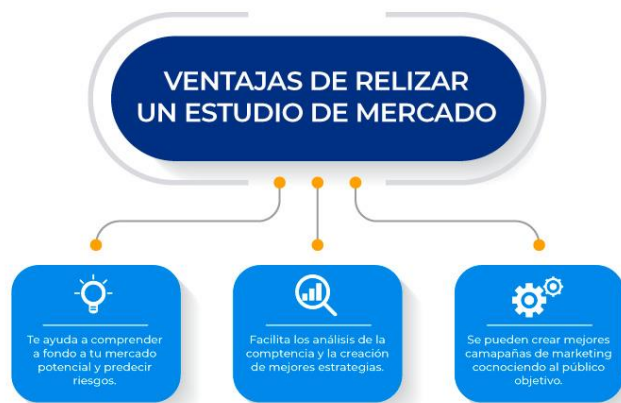 VENTAJAS DE RELIZAR
UN ESTUDIO DE MERCADO
Te ayuda a comprender
a fondo a tu mercado
potencial y predecir
riesgos.
Facilita los análisis de la
comptencia y la creación
de mejores estrategias.
Se pueden crear mejores
camapañas de marketing
cocnociendo al público
objetivo.